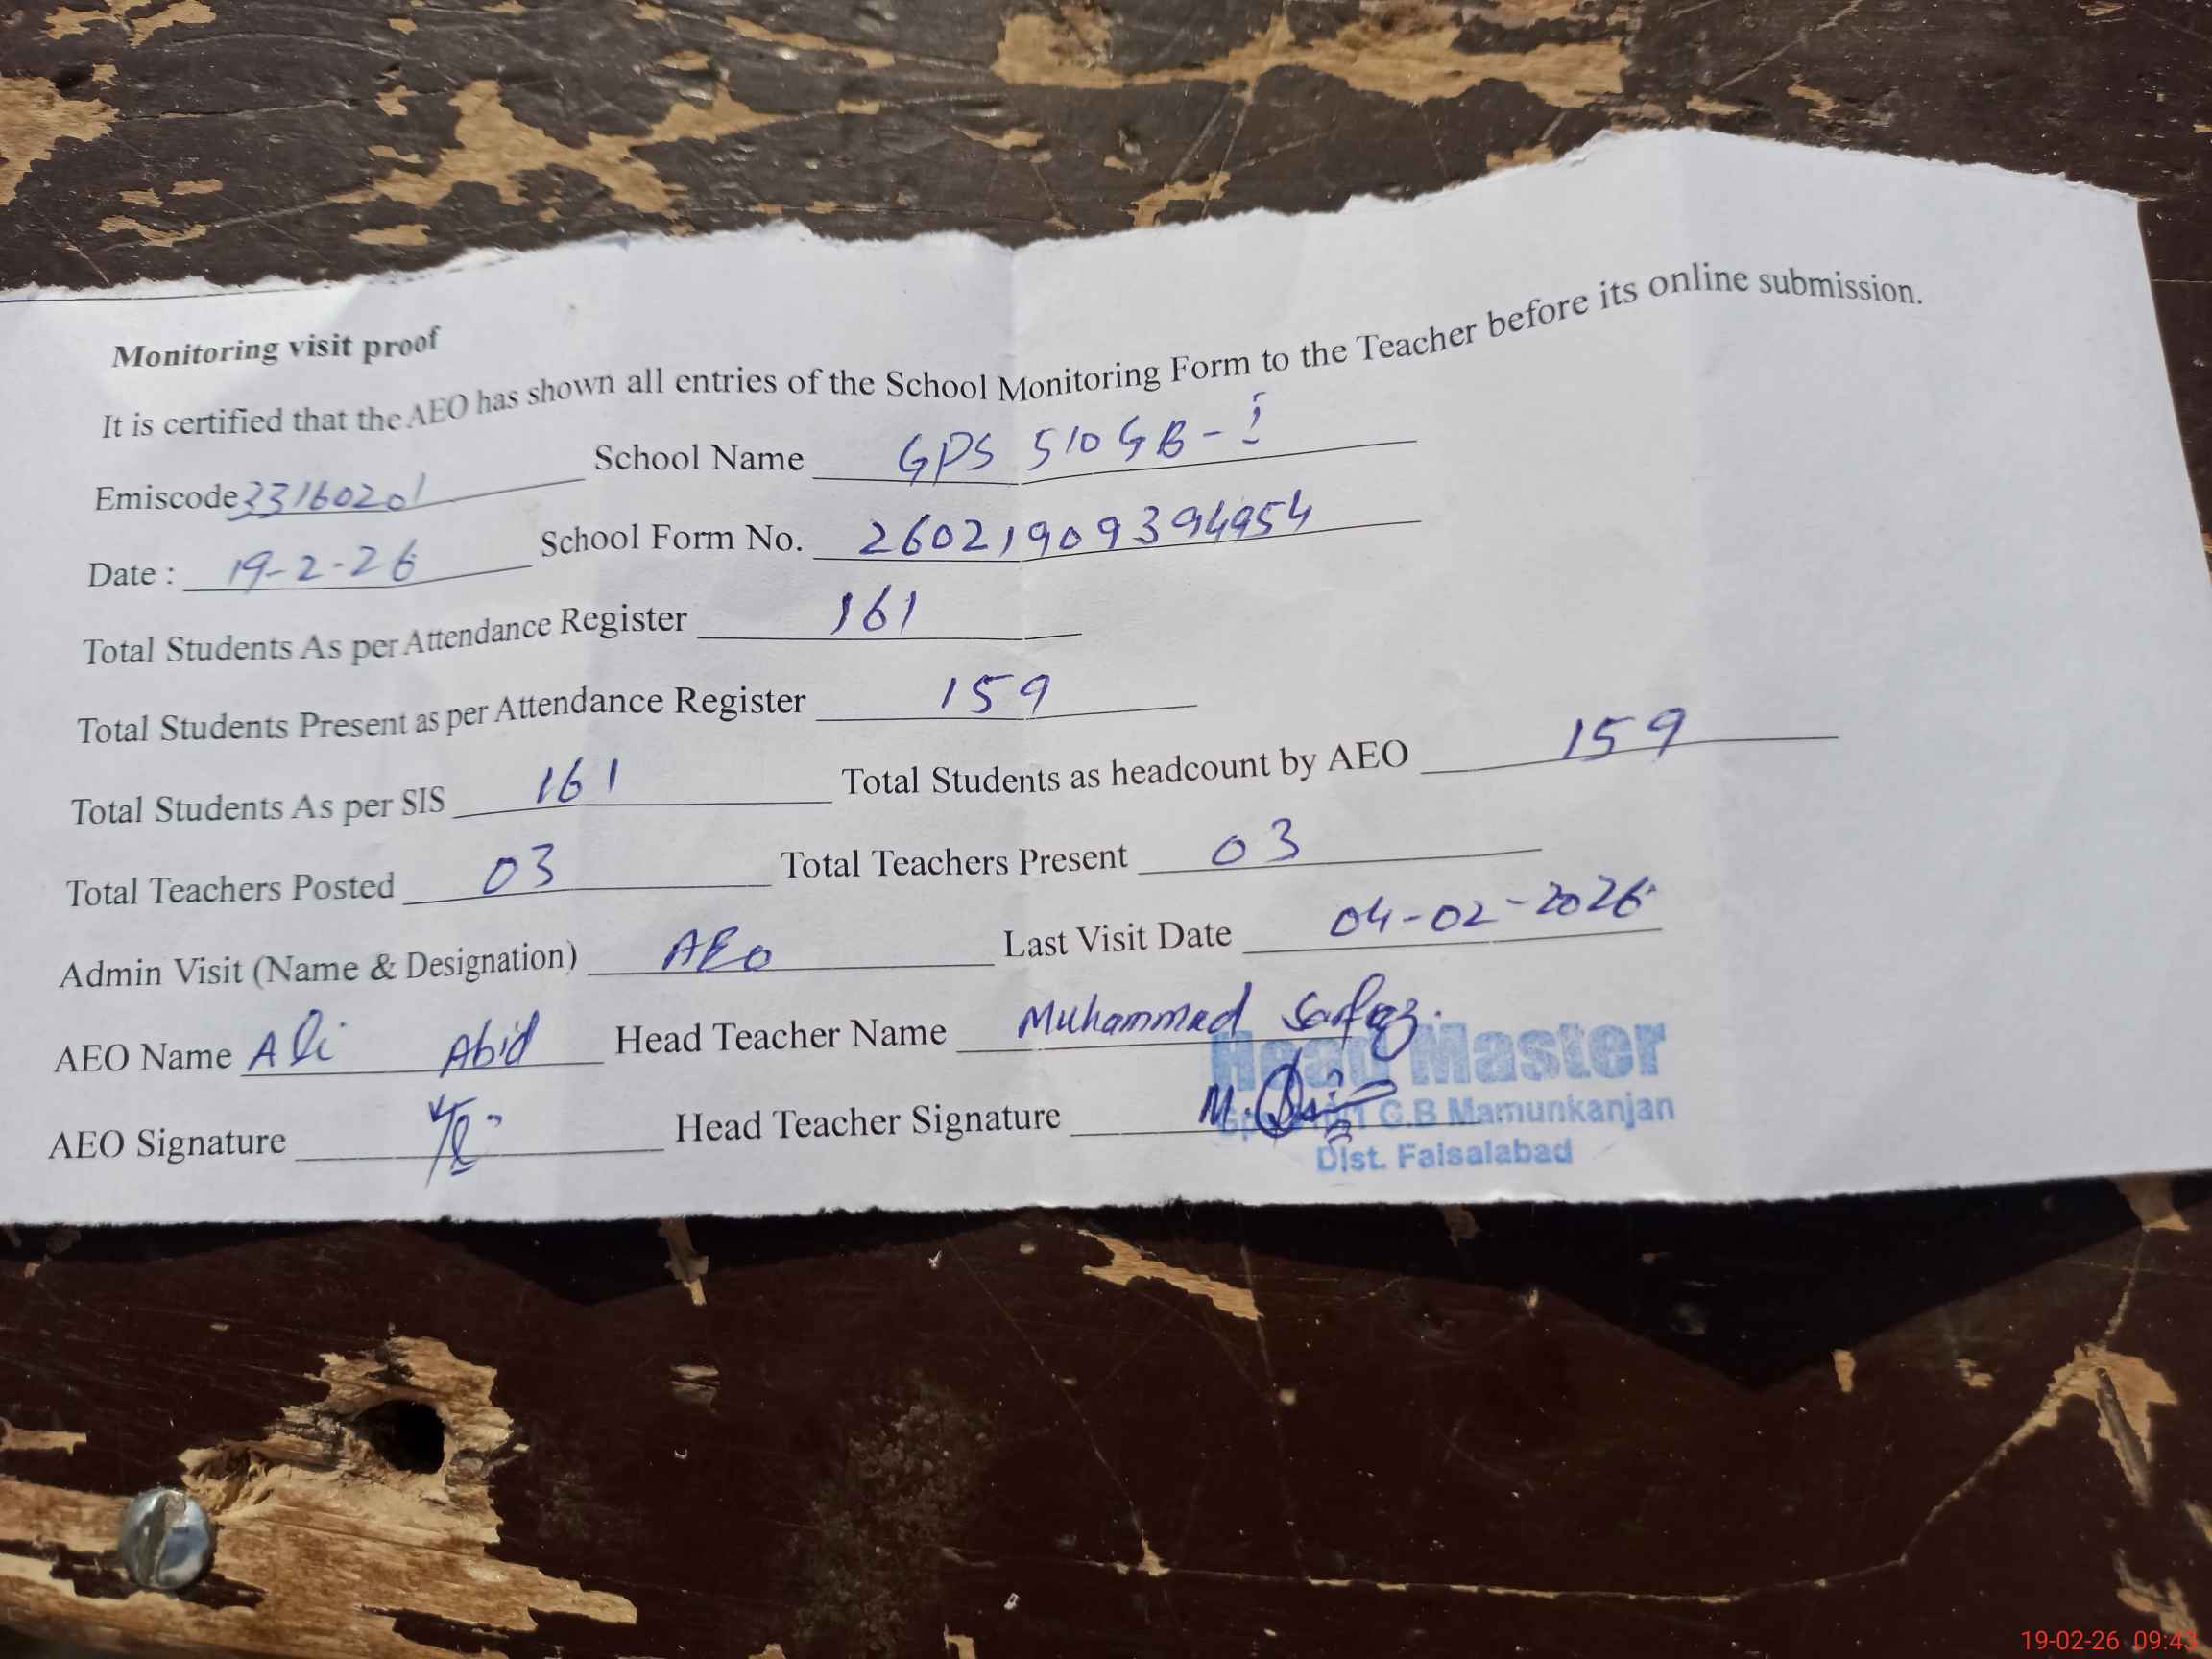 Monitoring visit proof
It is certified that the AEO has shown all entries of the School Monitoring Form to the Teacher before its online submission.
Emiscode 33160201 School Name GPS 510 GB - I
Date : 19-2-26 School Form No. 26021909394954
Total Students As per Attendance Register 161
Total Students Present as per Attendance Register 159
Total Students As per SIS 161 Total Students as headcount by AEO 159
Total Teachers Posted 03 Total Teachers Present 03
Admin Visit (Name & Designation) AEO Last Visit Date 04-02-2026
AEO Name Ali Abid Head Teacher Name Muhammad Sarfraz.
Head Master
AEO Signature Head Teacher Signature
G.B Mamunkanjan
Dist. Faisalabad
19-02-26 09:43